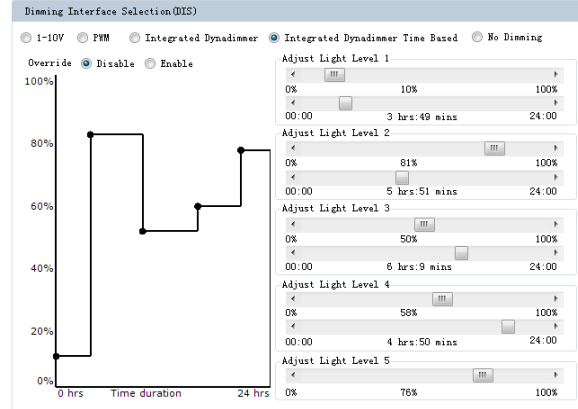 Dimming Interface Selection(DIS)
1-10V PWM Integrated Dynadimmer Integrated Dynadimmer Time Based No Dimming
Override Disable Enable
100%
80%
60%
40%
20%
0%
0 hrs Time duration 24 hrs
Adjust Light Level 1
0% 10% 100%
00:00 3 hrs:49 mins 24:00
Adjust Light Level 2
0% 81% 100%
00:00 5 hrs:51 mins 24:00
Adjust Light Level 3
0% 50% 100%
00:00 6 hrs:9 mins 24:00
Adjust Light Level 4
0% 58% 100%
00:00 4 hrs:50 mins 24:00
Adjust Light Level 5
0% 76% 100%